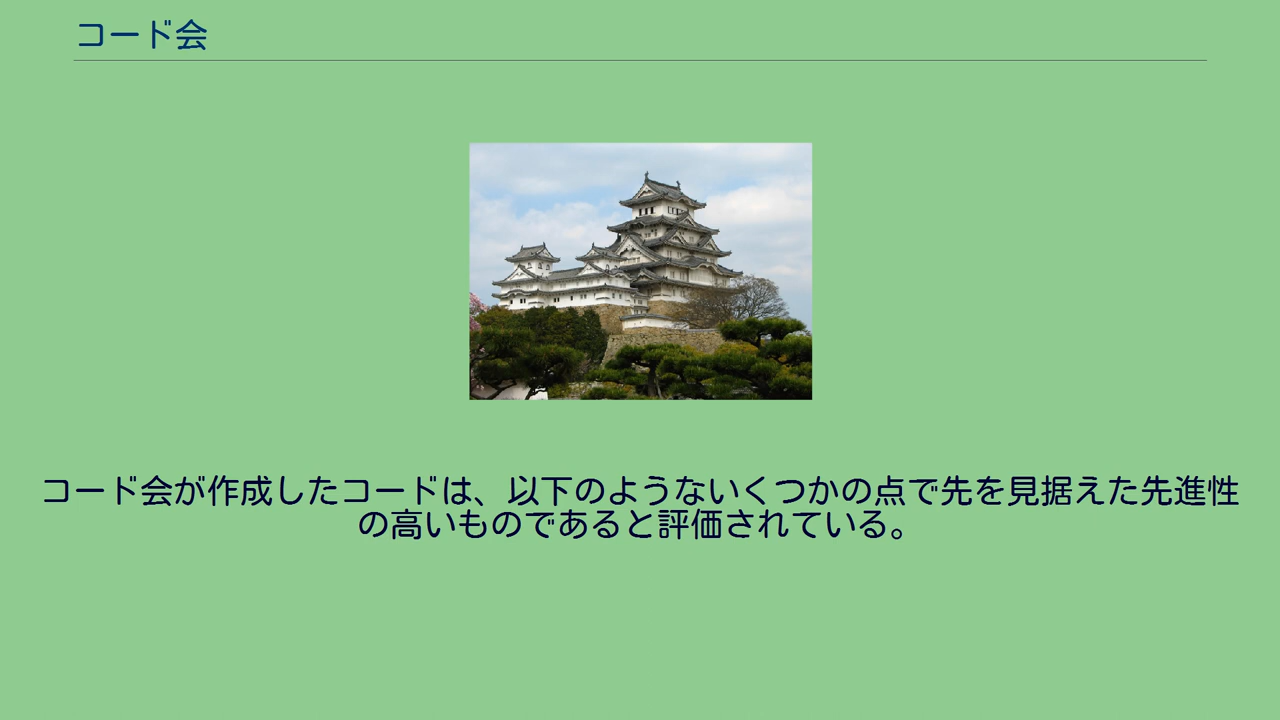 コード会
コード会が作成したコードは、以下のようないくつかの点で先を見据えた先進性
の高いものであると評価されている。